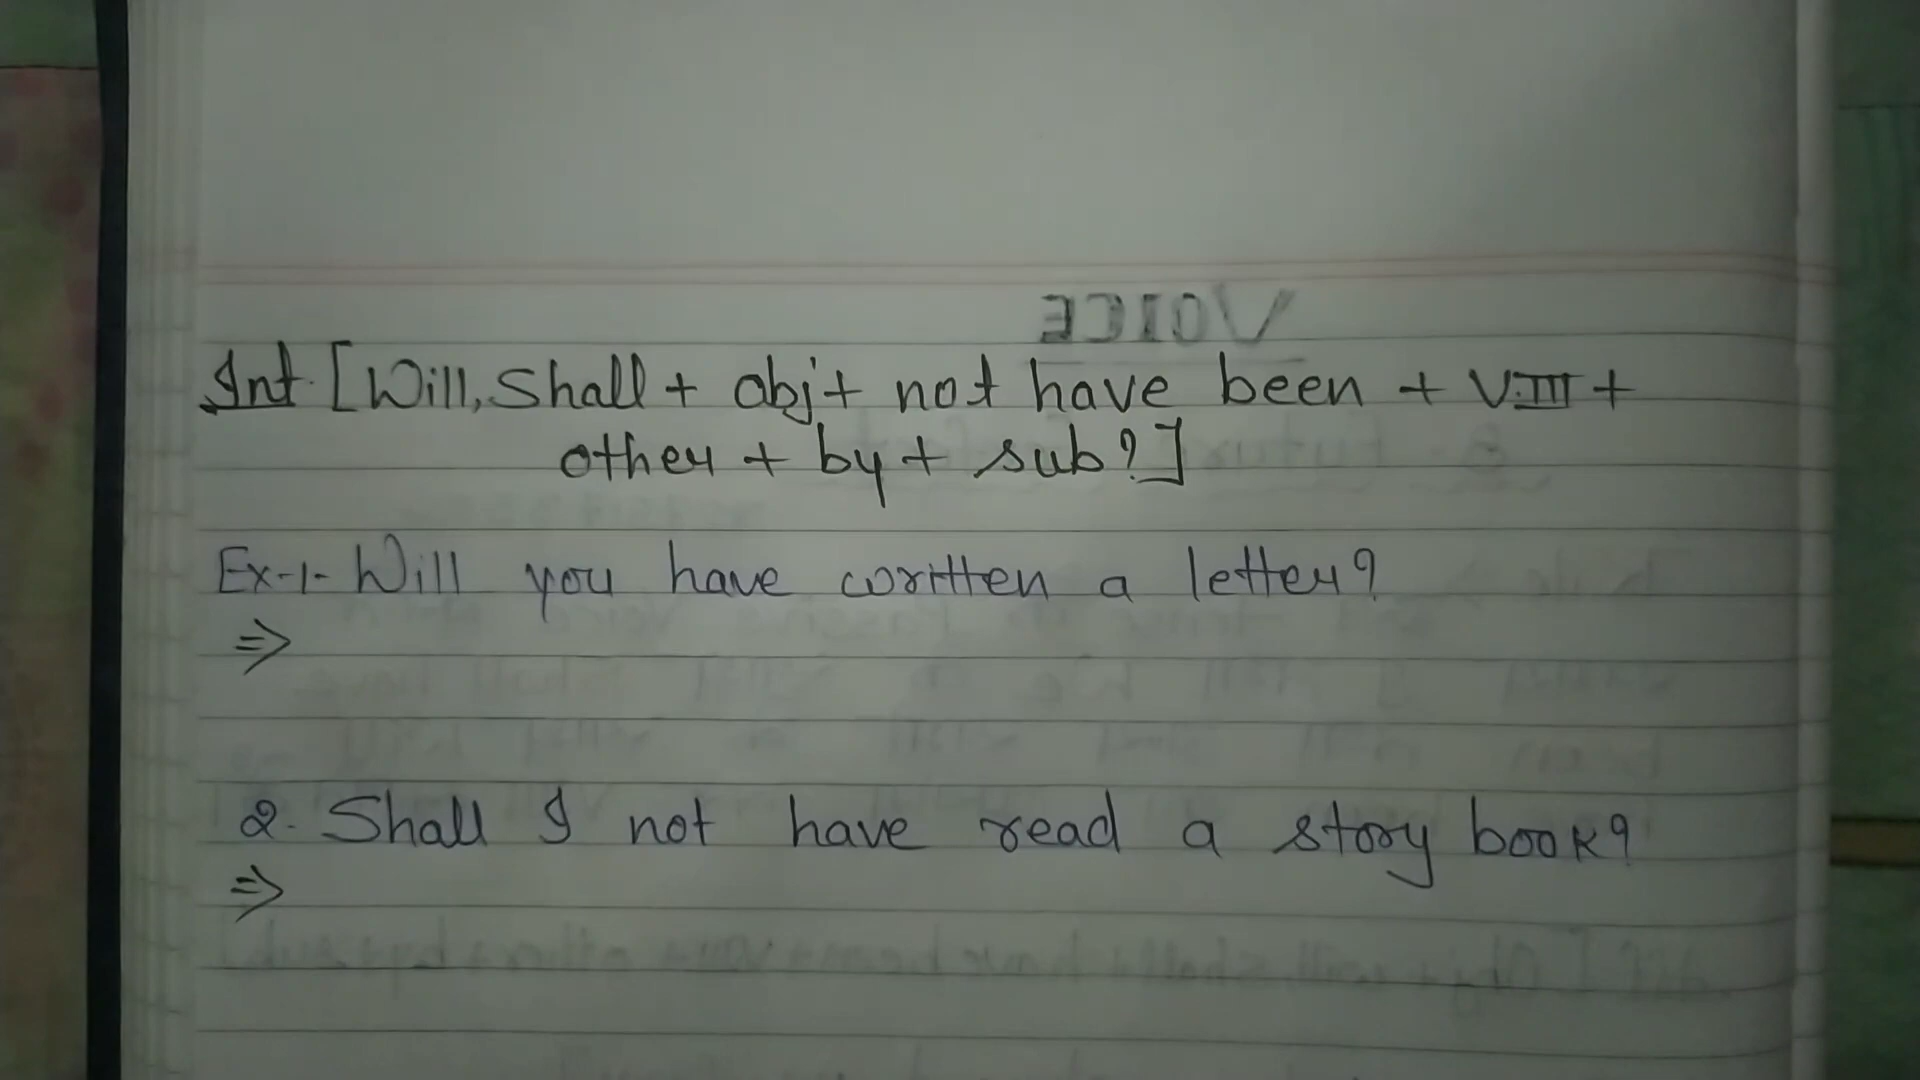 VOICE
Int. [Will, Shall + obj + not have been + V.III +
other + by + sub?]
Ex-1- Will you have written a letter?
⇒
2. Shall I not have read a story book?
⇒